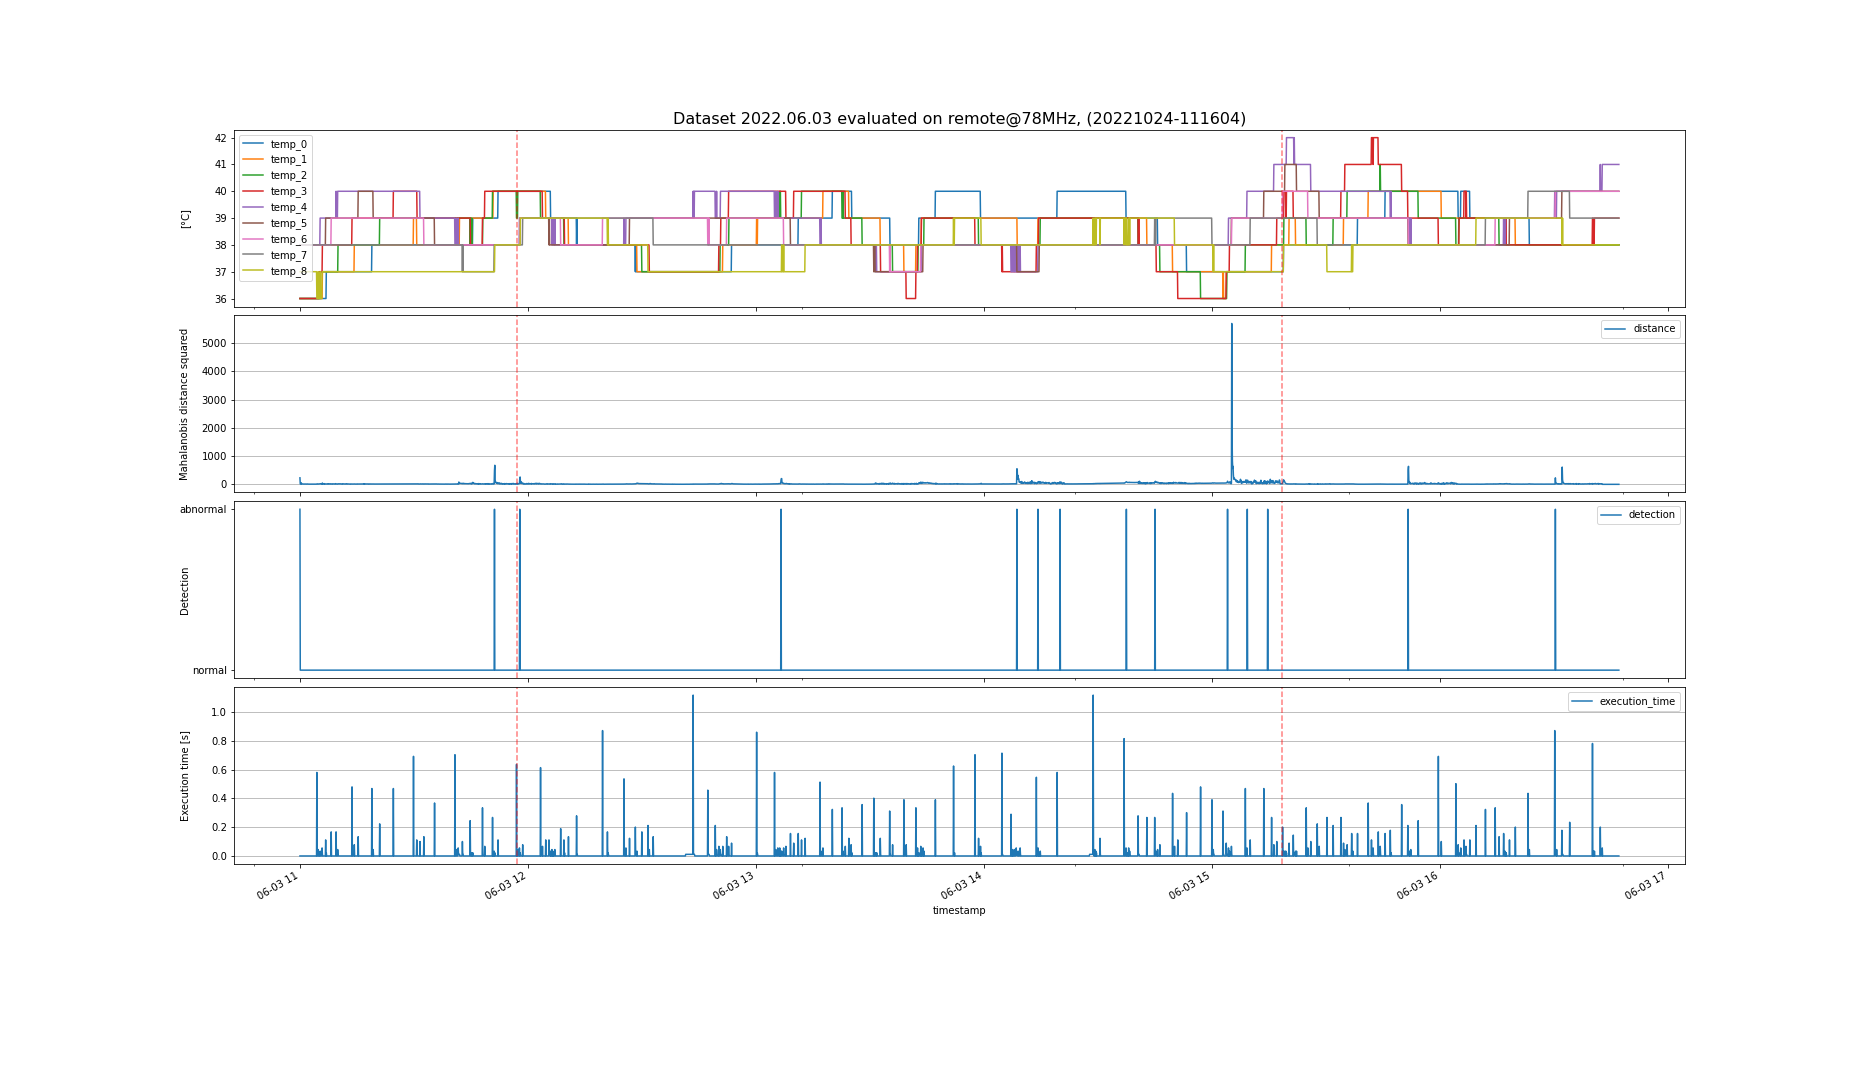 Dataset 2022.06.03 evaluated on remote@78MHz, (20221024-111604)
42
41
40
39
38
37
36
[°C]
temp_0
temp_1
temp_2
temp_3
temp_4
temp_5
temp_6
temp_7
temp_8
5000
4000
3000
2000
1000
0
Mahalanobis distance squared
distance
abnormal
normal
Detection
detection
1.0
0.8
0.6
0.4
0.2
0.0
Execution time [s]
execution_time
06-03 11
06-03 12
06-03 13
06-03 14
06-03 15
06-03 16
06-03 17
timestamp